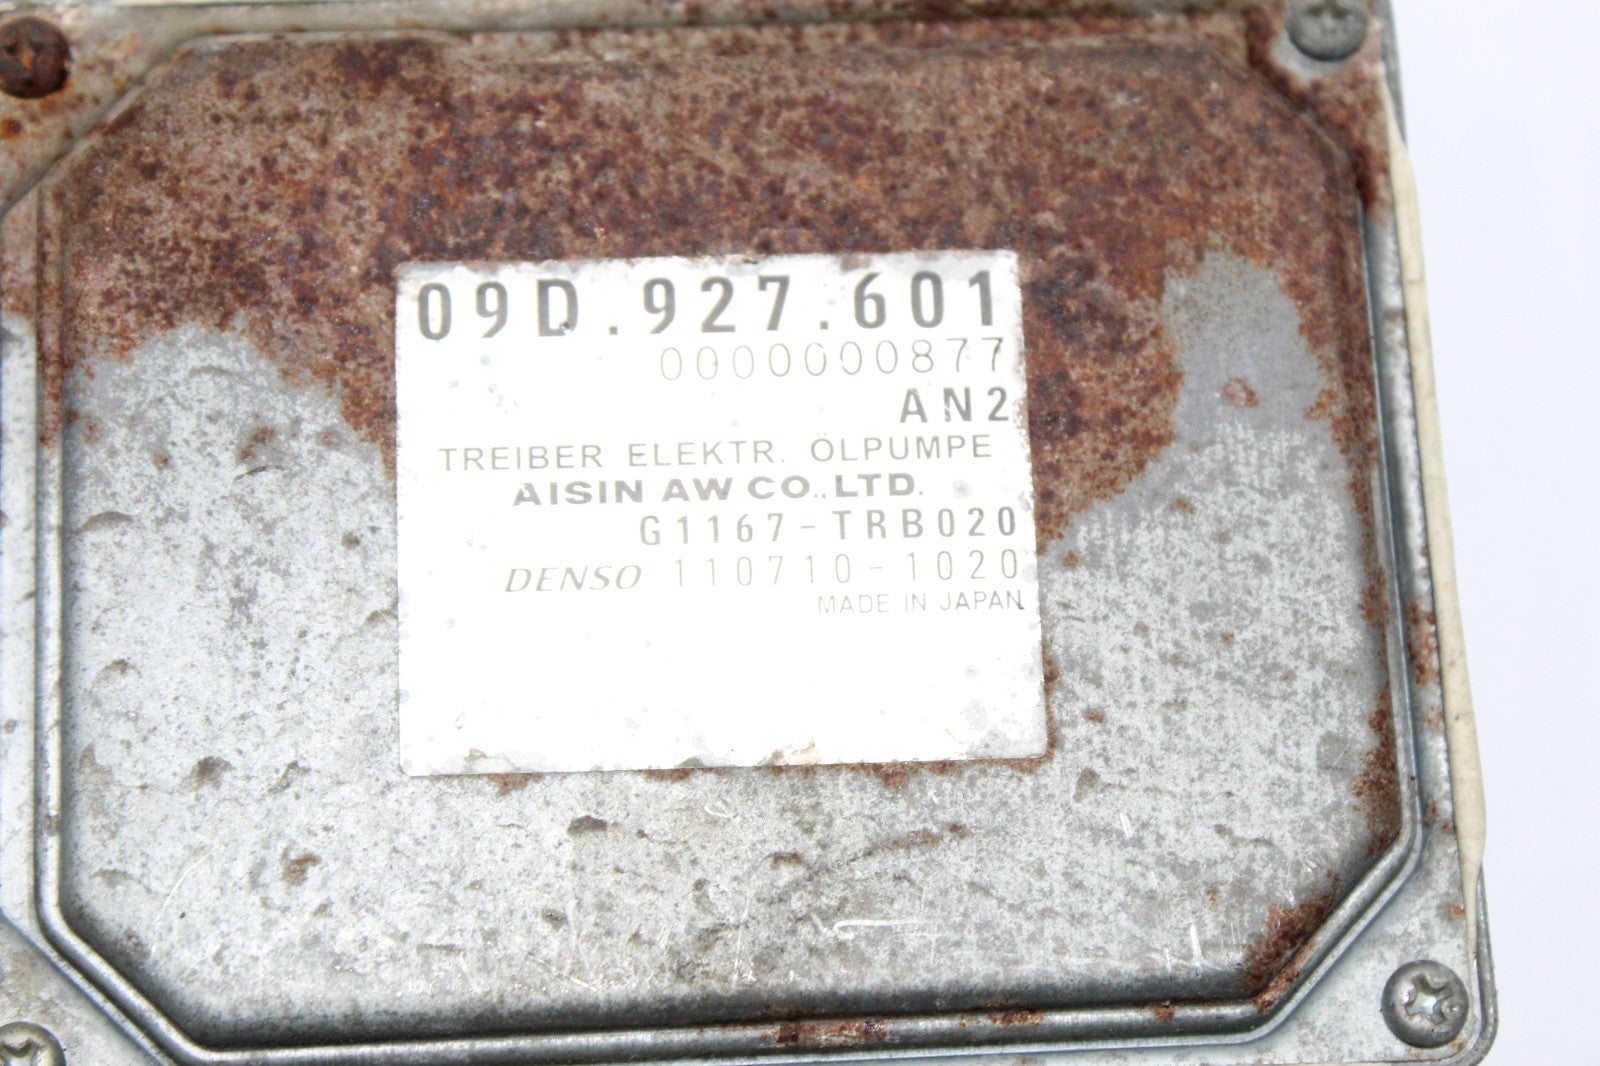 09D.927.601
0000000877
AN2
TREIBER ELEKTR. ÖLPUMPE
AISIN AW CO.,LTD.
G1167-TRB020
DENSO 110710-1020
MADE IN JAPAN